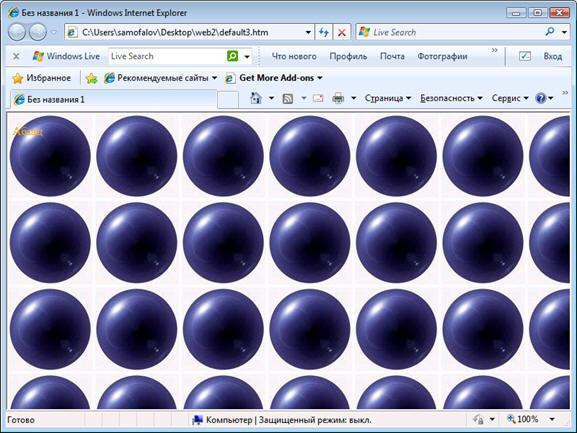 Без названия 1 - Windows Internet Explorer
C:\Users\samofalov\Desktop\web2\default3.htm
Live Search
Windows Live
Live Search
Что нового Профиль Почта Фотографии » Вход
Избранное Рекомендуемые сайты Get More Add-ons
Без названия 1
Страница Безопасность Сервис »
Готово
Компьютер | Защищенный режим: выкл.
100%